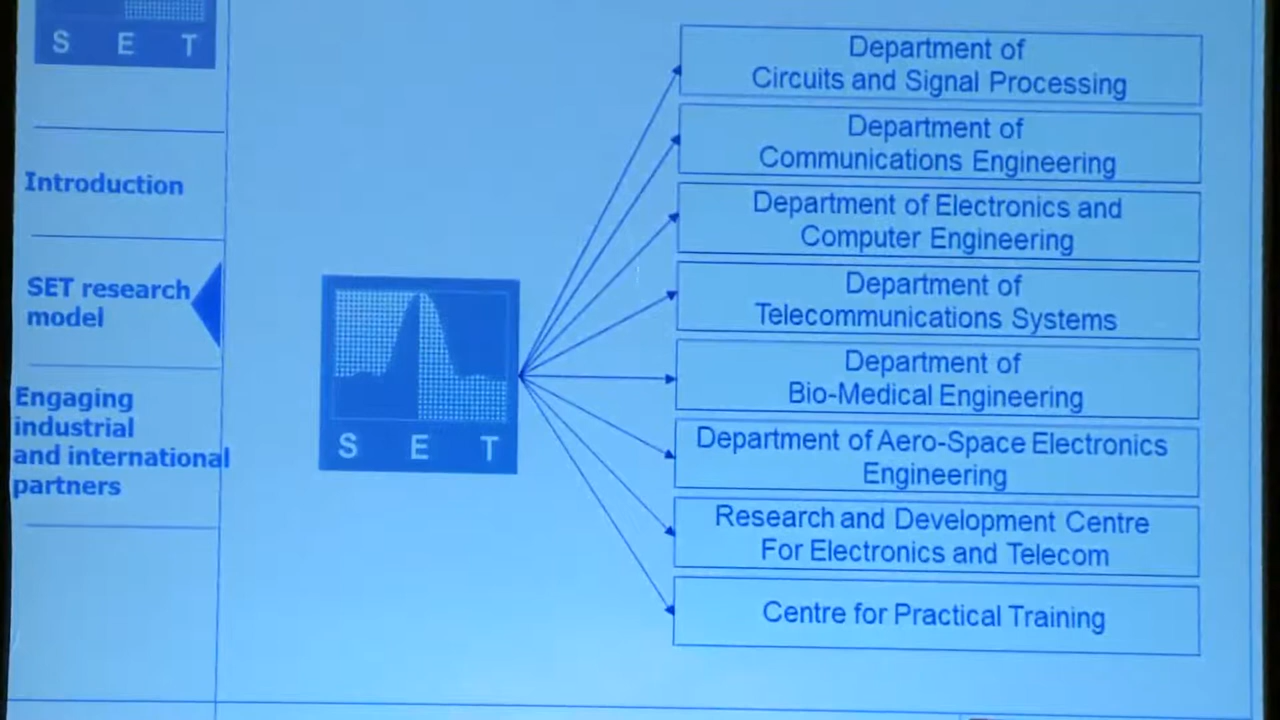 S E T
Introduction
SET research
model
Engaging
industrial
and international
partners
S E T
Department of
Circuits and Signal Processing
Department of
Communications Engineering
Department of Electronics and
Computer Engineering
Department of
Telecommunications Systems
Department of
Bio-Medical Engineering
Department of Aero-Space Electronics
Engineering
Research and Development Centre
For Electronics and Telecom
Centre for Practical Training